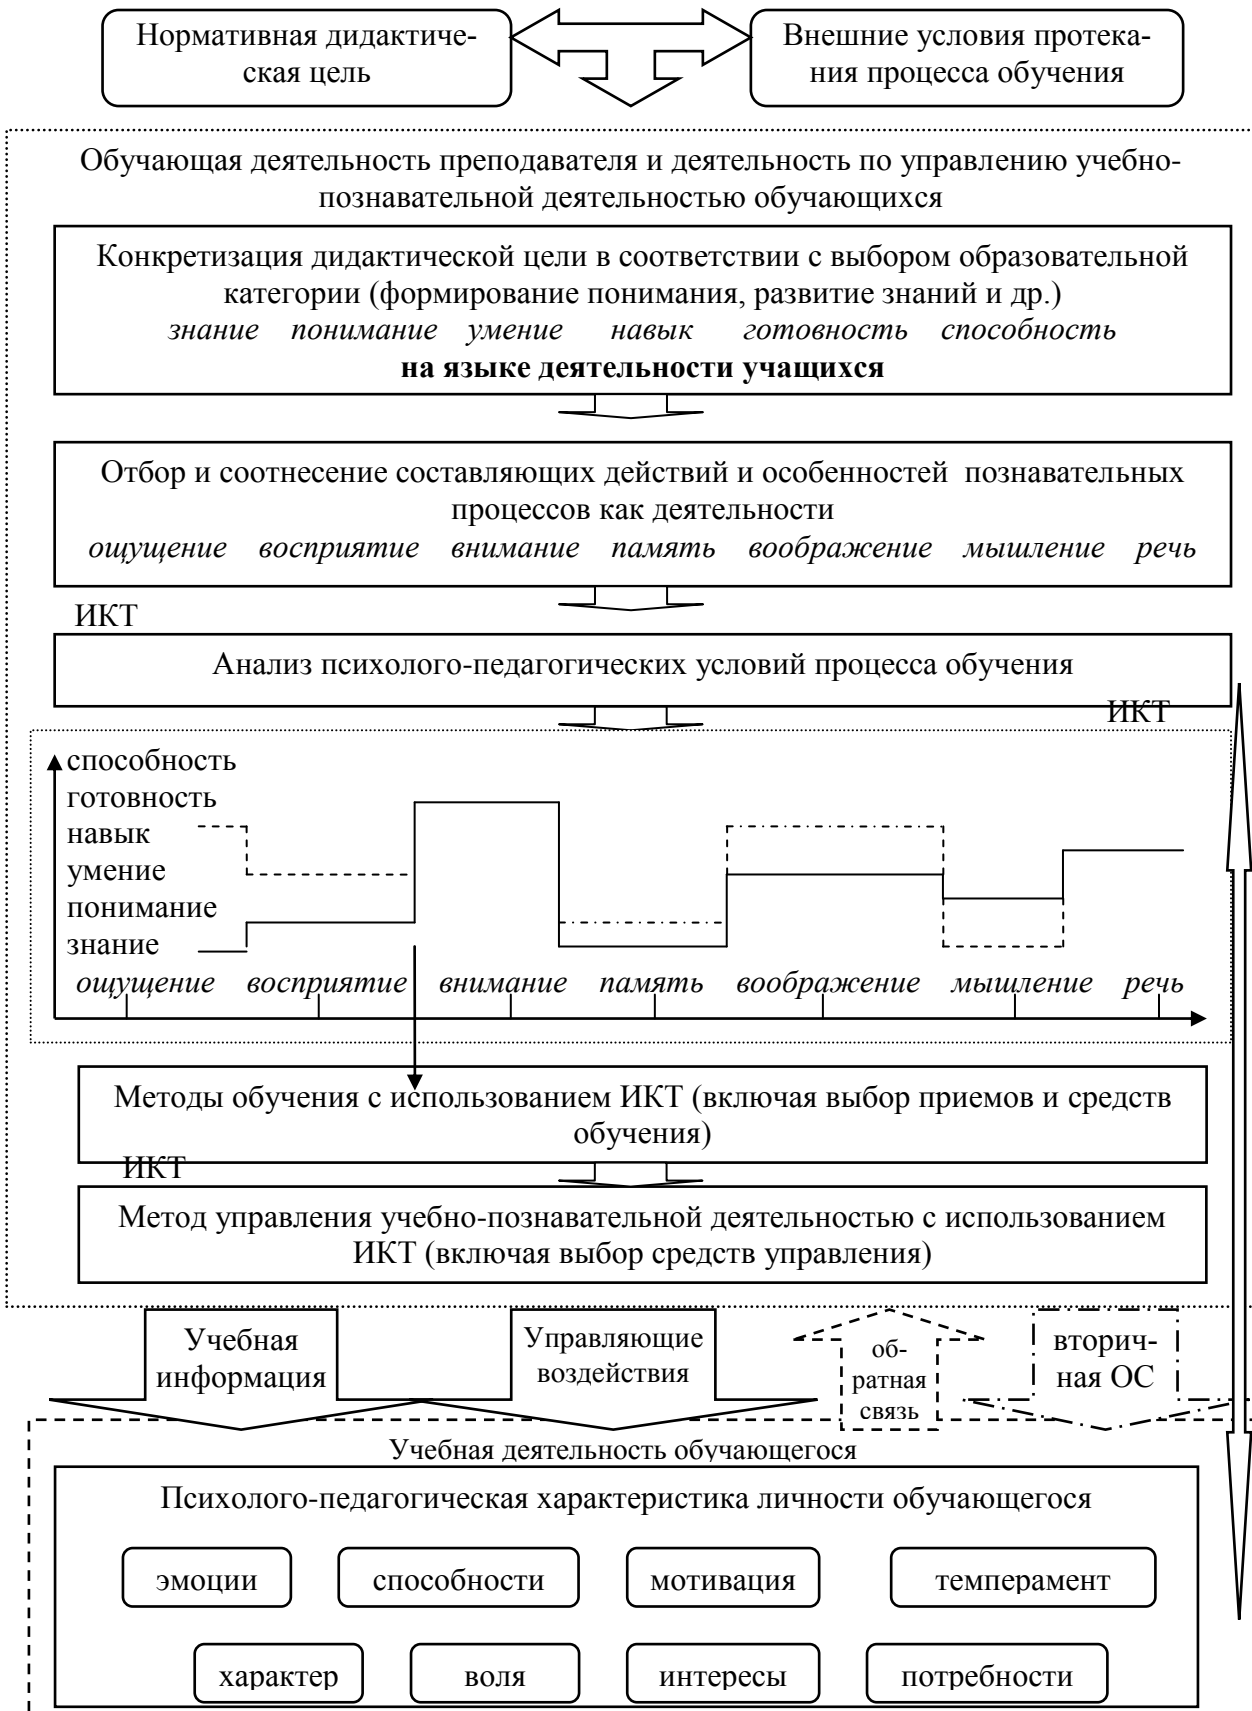 Нормативная дидактиче-
ская цель
Внешние условия протека-
ния процесса обучения
Обучающая деятельность преподавателя и деятельность по управлению учебно-
познавательной деятельностью обучающихся
Конкретизация дидактической цели в соответствии с выбором образовательной
категории (формирование понимания, развитие знаний и др.)
знание понимание умение навык готовность способность
на языке деятельности учащихся
Отбор и соотнесение составляющих действий и особенностей познавательных
процессов как деятельности
ощущение восприятие внимание память воображение мышление речь
ИКТ
Анализ психолого-педагогических условий процесса обучения
ИКТ
способность
готовность
навык
умение
понимание
знание
ощущение восприятие внимание память воображение мышление речь
Методы обучения с использованием ИКТ (включая выбор приемов и средств
обучения)
ИКТ
Метод управления учебно-познавательной деятельностью с использованием
ИКТ (включая выбор средств управления)
Учебная
информация
Управляющие
воздействия
об-
ратная
связь
вторич-
ная ОС
Учебная деятельность обучающегося
Психолого-педагогическая характеристика личности обучающегося
эмоции способности мотивация темперамент
характер воля интересы потребности